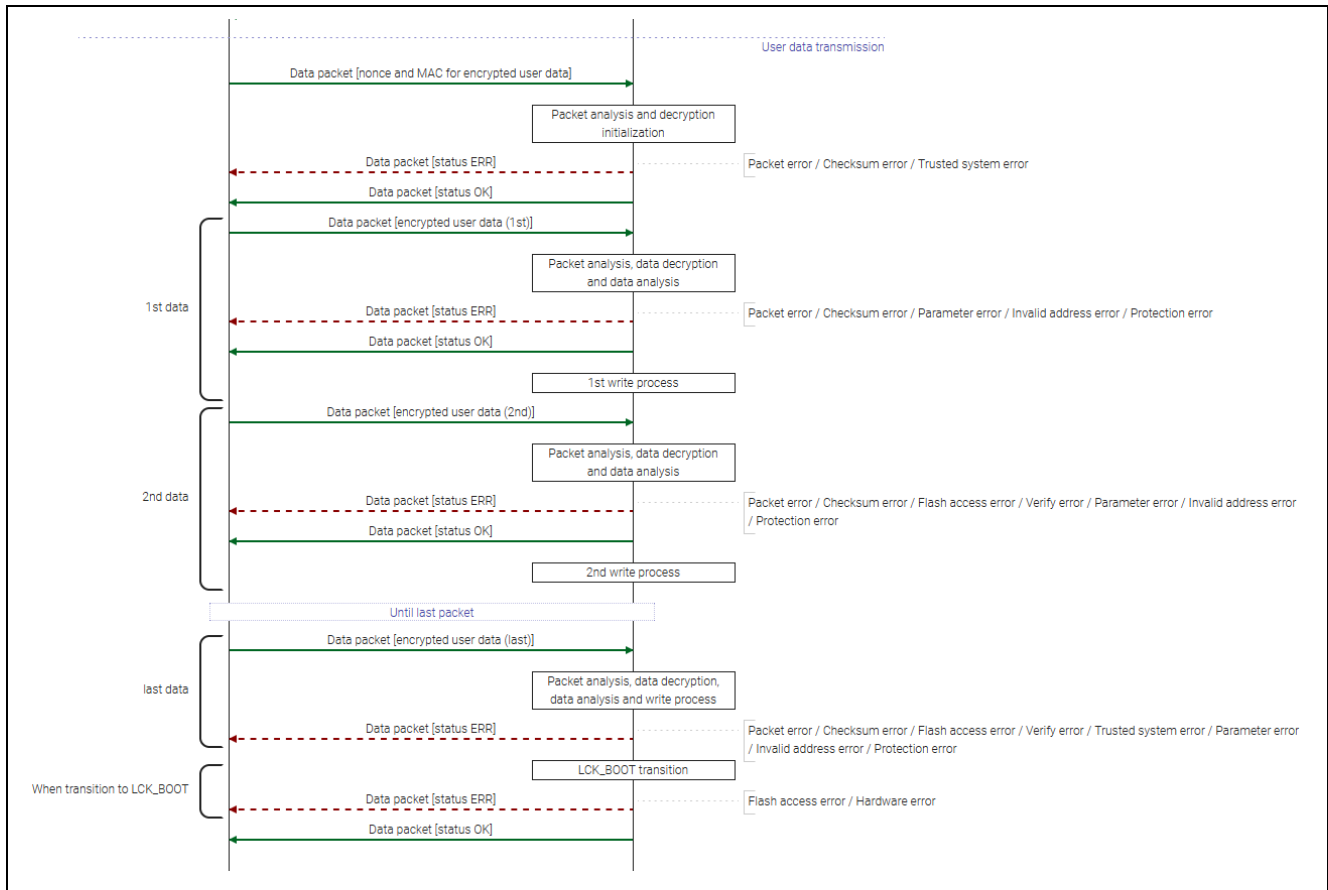 User data transmission
Data packet [nonce and MAC for encrypted user data]
Packet analysis and decryption
initialization
Data packet [status ERR]
Packet error / Checksum error / Trusted system error
Data packet [status OK]
Data packet [encrypted user data (1st)]
Packet analysis, data decryption
and data analysis
1st data
Data packet [status ERR]
Packet error / Checksum error / Parameter error / Invalid address error / Protection error
Data packet [status OK]
1st write process
Data packet [encrypted user data (2nd)]
Packet analysis, data decryption
and data analysis
2nd data
Data packet [status ERR]
Packet error / Checksum error / Flash access error / Verify error / Parameter error / Invalid address error
/ Protection error
Data packet [status OK]
2nd write process
Until last packet
Data packet [encrypted user data (last)]
Packet analysis, data decryption,
data analysis and write process
last data
Data packet [status ERR]
Packet error / Checksum error / Flash access error / Verify error / Trusted system error / Parameter error
/ Invalid address error / Protection error
LCK_BOOT transition
When transition to LCK_BOOT
Data packet [status ERR]
Flash access error / Hardware error
Data packet [status OK]